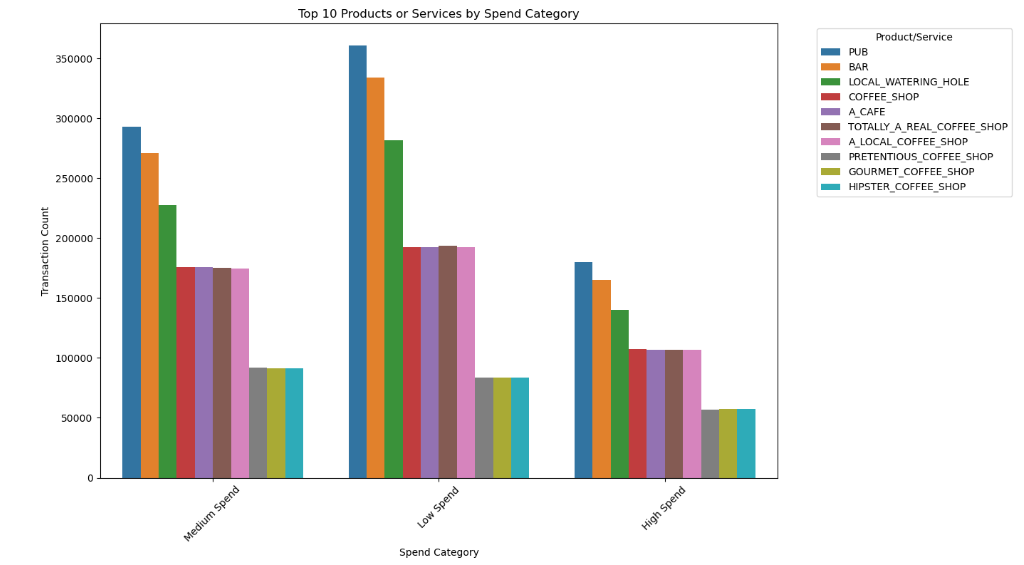 Top 10 Products or Services by Spend Category
350000
300000
250000
200000
150000
100000
50000
0
Transaction Count
Medium Spend
Low Spend
High Spend
Spend Category
Product/Service
PUB
BAR
LOCAL_WATERING_HOLE
COFFEE_SHOP
A_CAFE
TOTALLY_A_REAL_COFFEE_SHOP
A_LOCAL_COFFEE_SHOP
PRETENTIOUS_COFFEE_SHOP
GOURMET_COFFEE_SHOP
HIPSTER_COFFEE_SHOP